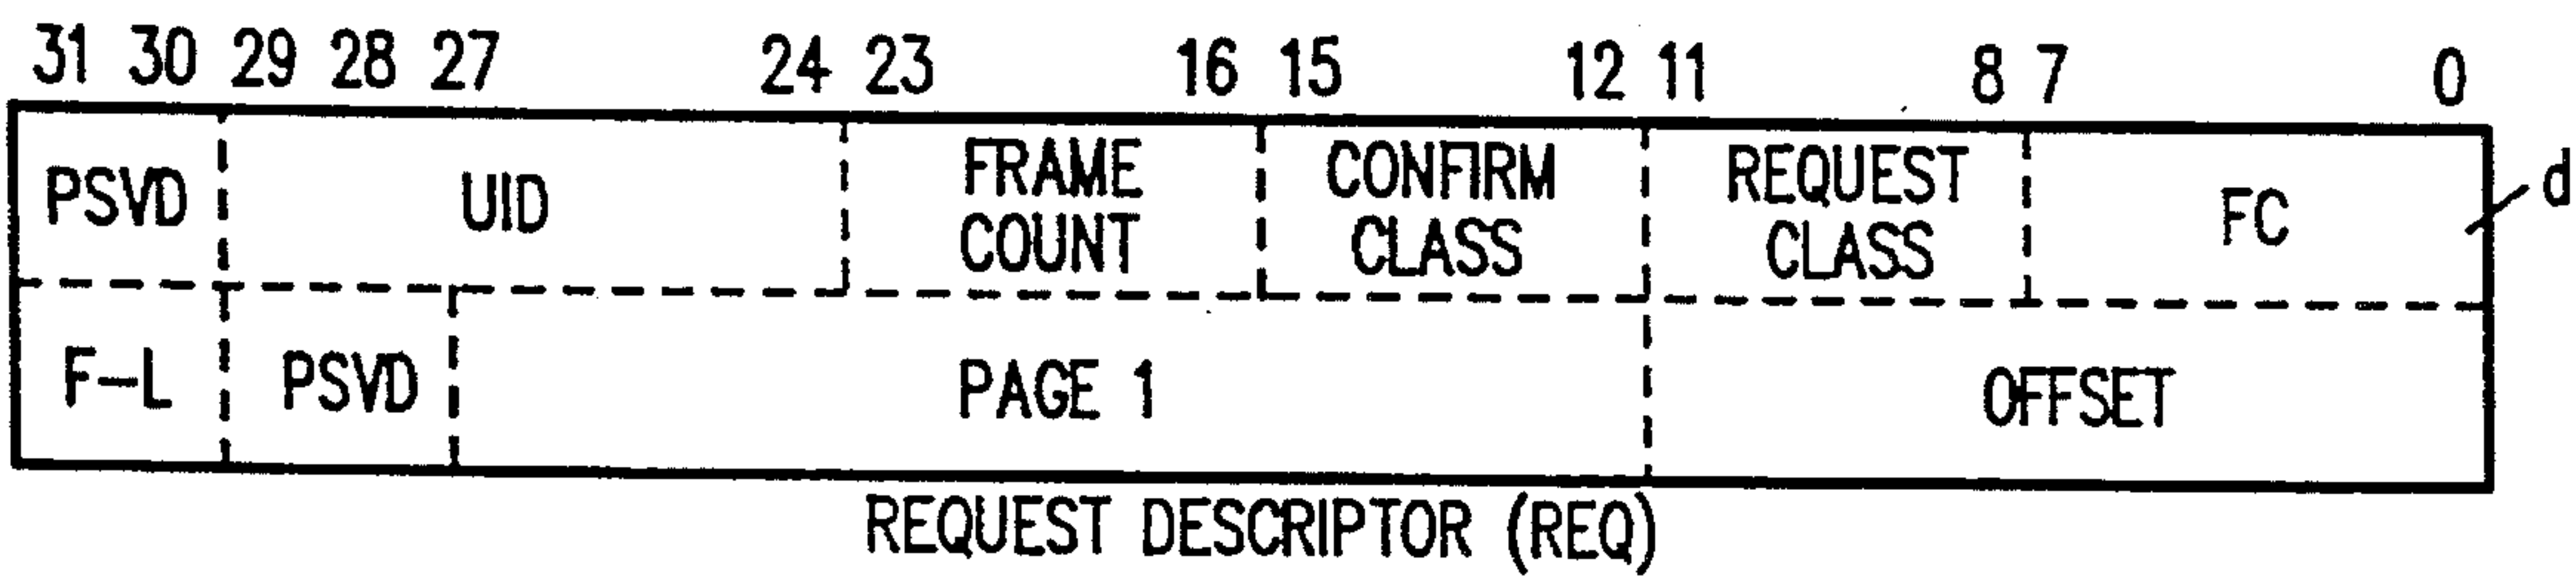 31 30 29 28 27 24 23 16 15 12 11 8 7 0
PSVD UID FRAME COUNT CONFIRM CLASS REQUEST CLASS FC d
F-L PSVD PAGE 1 OFFSET
REQUEST DESCRIPTOR (REQ)